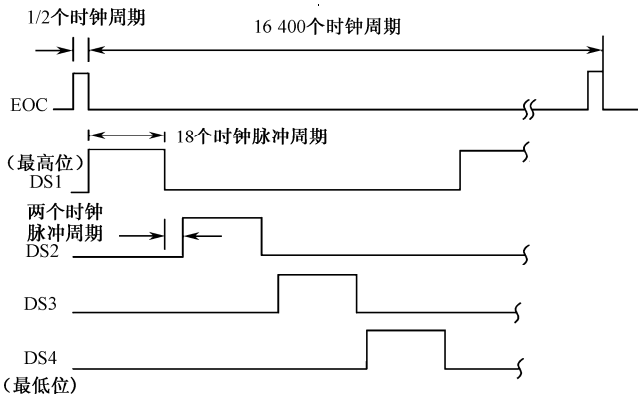 1/2个时钟周期
16 400个时钟周期
EOC
18个时钟脉冲周期
（最高位）
DS1
两个时钟
脉冲周期
DS2
DS3
DS4
（最低位）